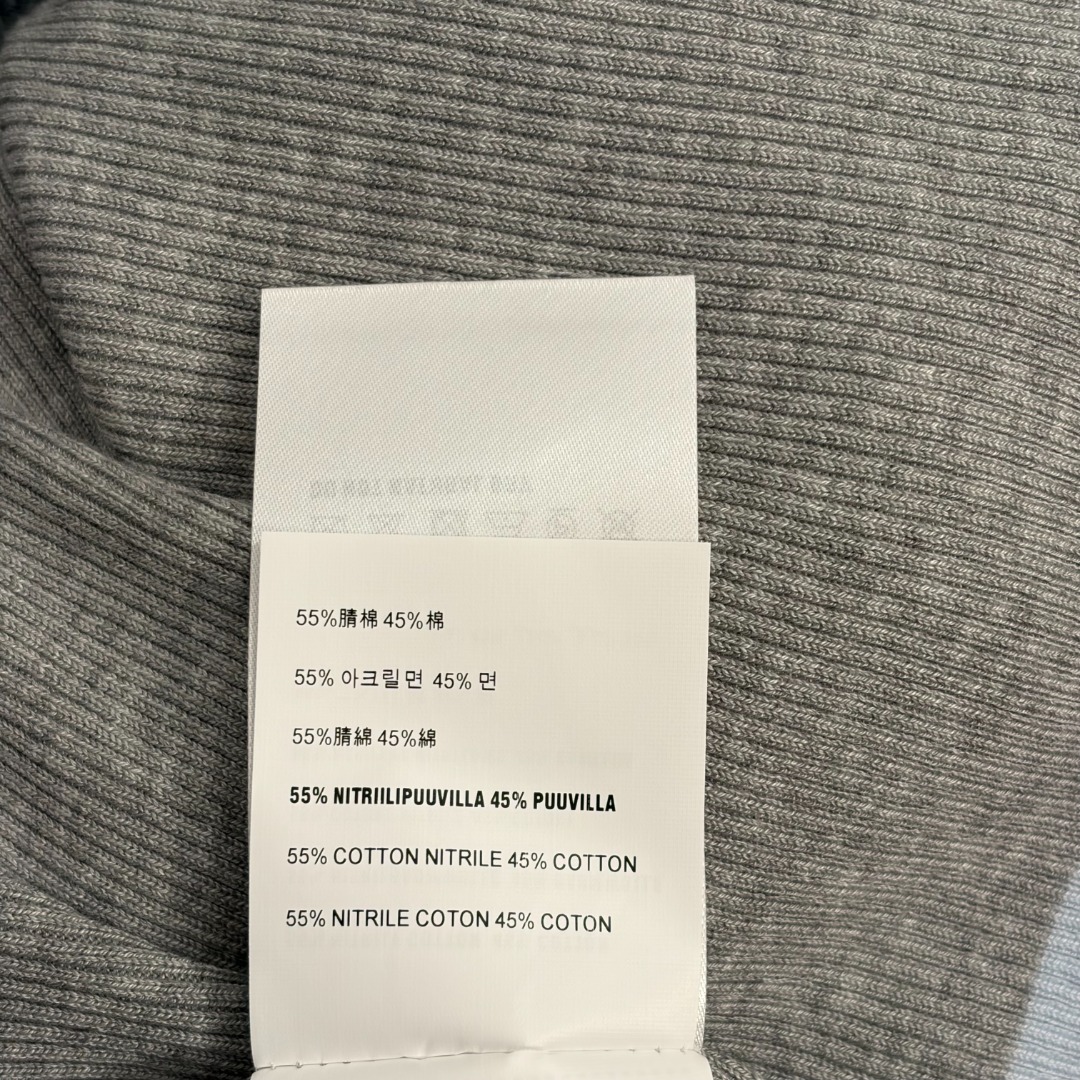 55%腈棉 45%棉
55% 아크릴면 45% 면
55%腈綿 45%綿
55% NITRIILIPUUVILLA 45% PUUVILLA
55% COTTON NITRILE 45% COTTON
55% NITRILE COTON 45% COTON